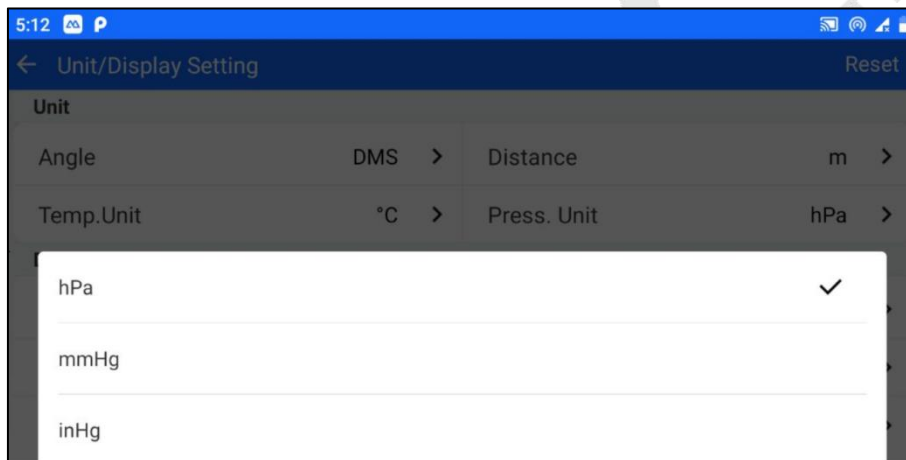 5:12 P
Unit/Display Setting Reset
Unit
Angle DMS Distance m
Temp.Unit °C Press. Unit hPa
hPa
mmHg
inHg